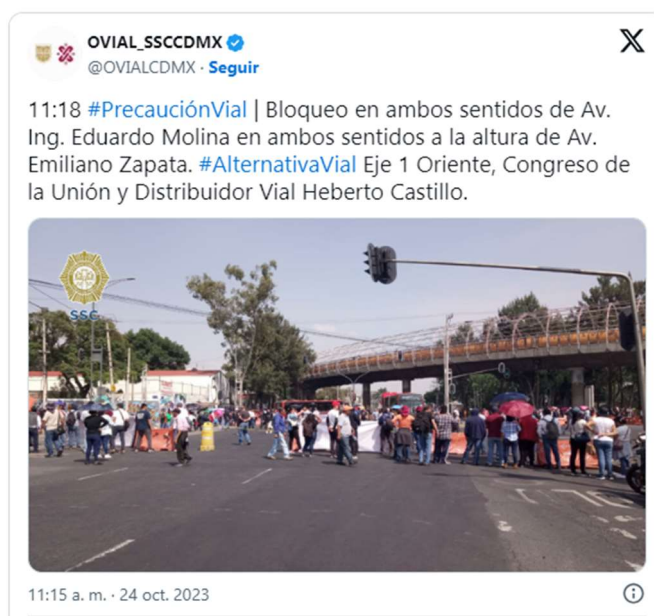 OVIAL_SSCCDMX
@OVIALCDMX · Seguir
11:18 #PrecauciónVial | Bloqueo en ambos sentidos de Av.
Ing. Eduardo Molina en ambos sentidos a la altura de Av.
Emiliano Zapata. #AlternativaVial Eje 1 Oriente, Congreso de
la Unión y Distribuidor Vial Heberto Castillo.
SSC
11:15 a. m. · 24 oct. 2023